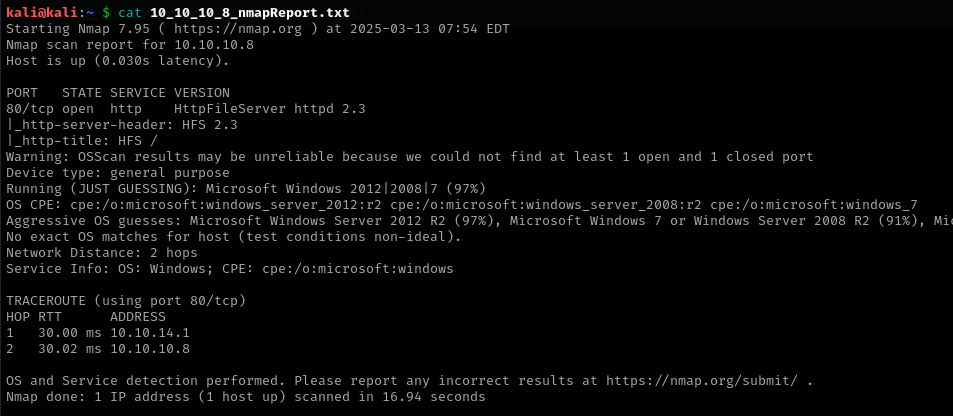 kali@kali:~ $ cat 10_10_10_8_nmapReport.txt
Starting Nmap 7.95 ( https://nmap.org ) at 2025-03-13 07:54 EDT
Nmap scan report for 10.10.10.8
Host is up (0.030s latency).

PORT   STATE SERVICE VERSION
80/tcp open  http    HttpFileServer httpd 2.3
|_http-server-header: HFS 2.3
|_http-title: HFS /
Warning: OSScan results may be unreliable because we could not find at least 1 open and 1 closed port
Device type: general purpose
Running (JUST GUESSING): Microsoft Windows 2012|2008|7 (97%)
OS CPE: cpe:/o:microsoft:windows_server_2012:r2 cpe:/o:microsoft:windows_server_2008:r2 cpe:/o:microsoft:windows_7
Aggressive OS guesses: Microsoft Windows Server 2012 R2 (97%), Microsoft Windows 7 or Windows Server 2008 R2 (91%),
No exact OS matches for host (test conditions non-ideal).
Network Distance: 2 hops
Service Info: OS: Windows; CPE: cpe:/o:microsoft:windows

TRACEROUTE (using port 80/tcp)
HOP RTT      ADDRESS
1   30.00 ms 10.10.14.1
2   30.02 ms 10.10.10.8

OS and Service detection performed. Please report any incorrect results at https://nmap.org/submit/ .
Nmap done: 1 IP address (1 host up) scanned in 16.94 seconds